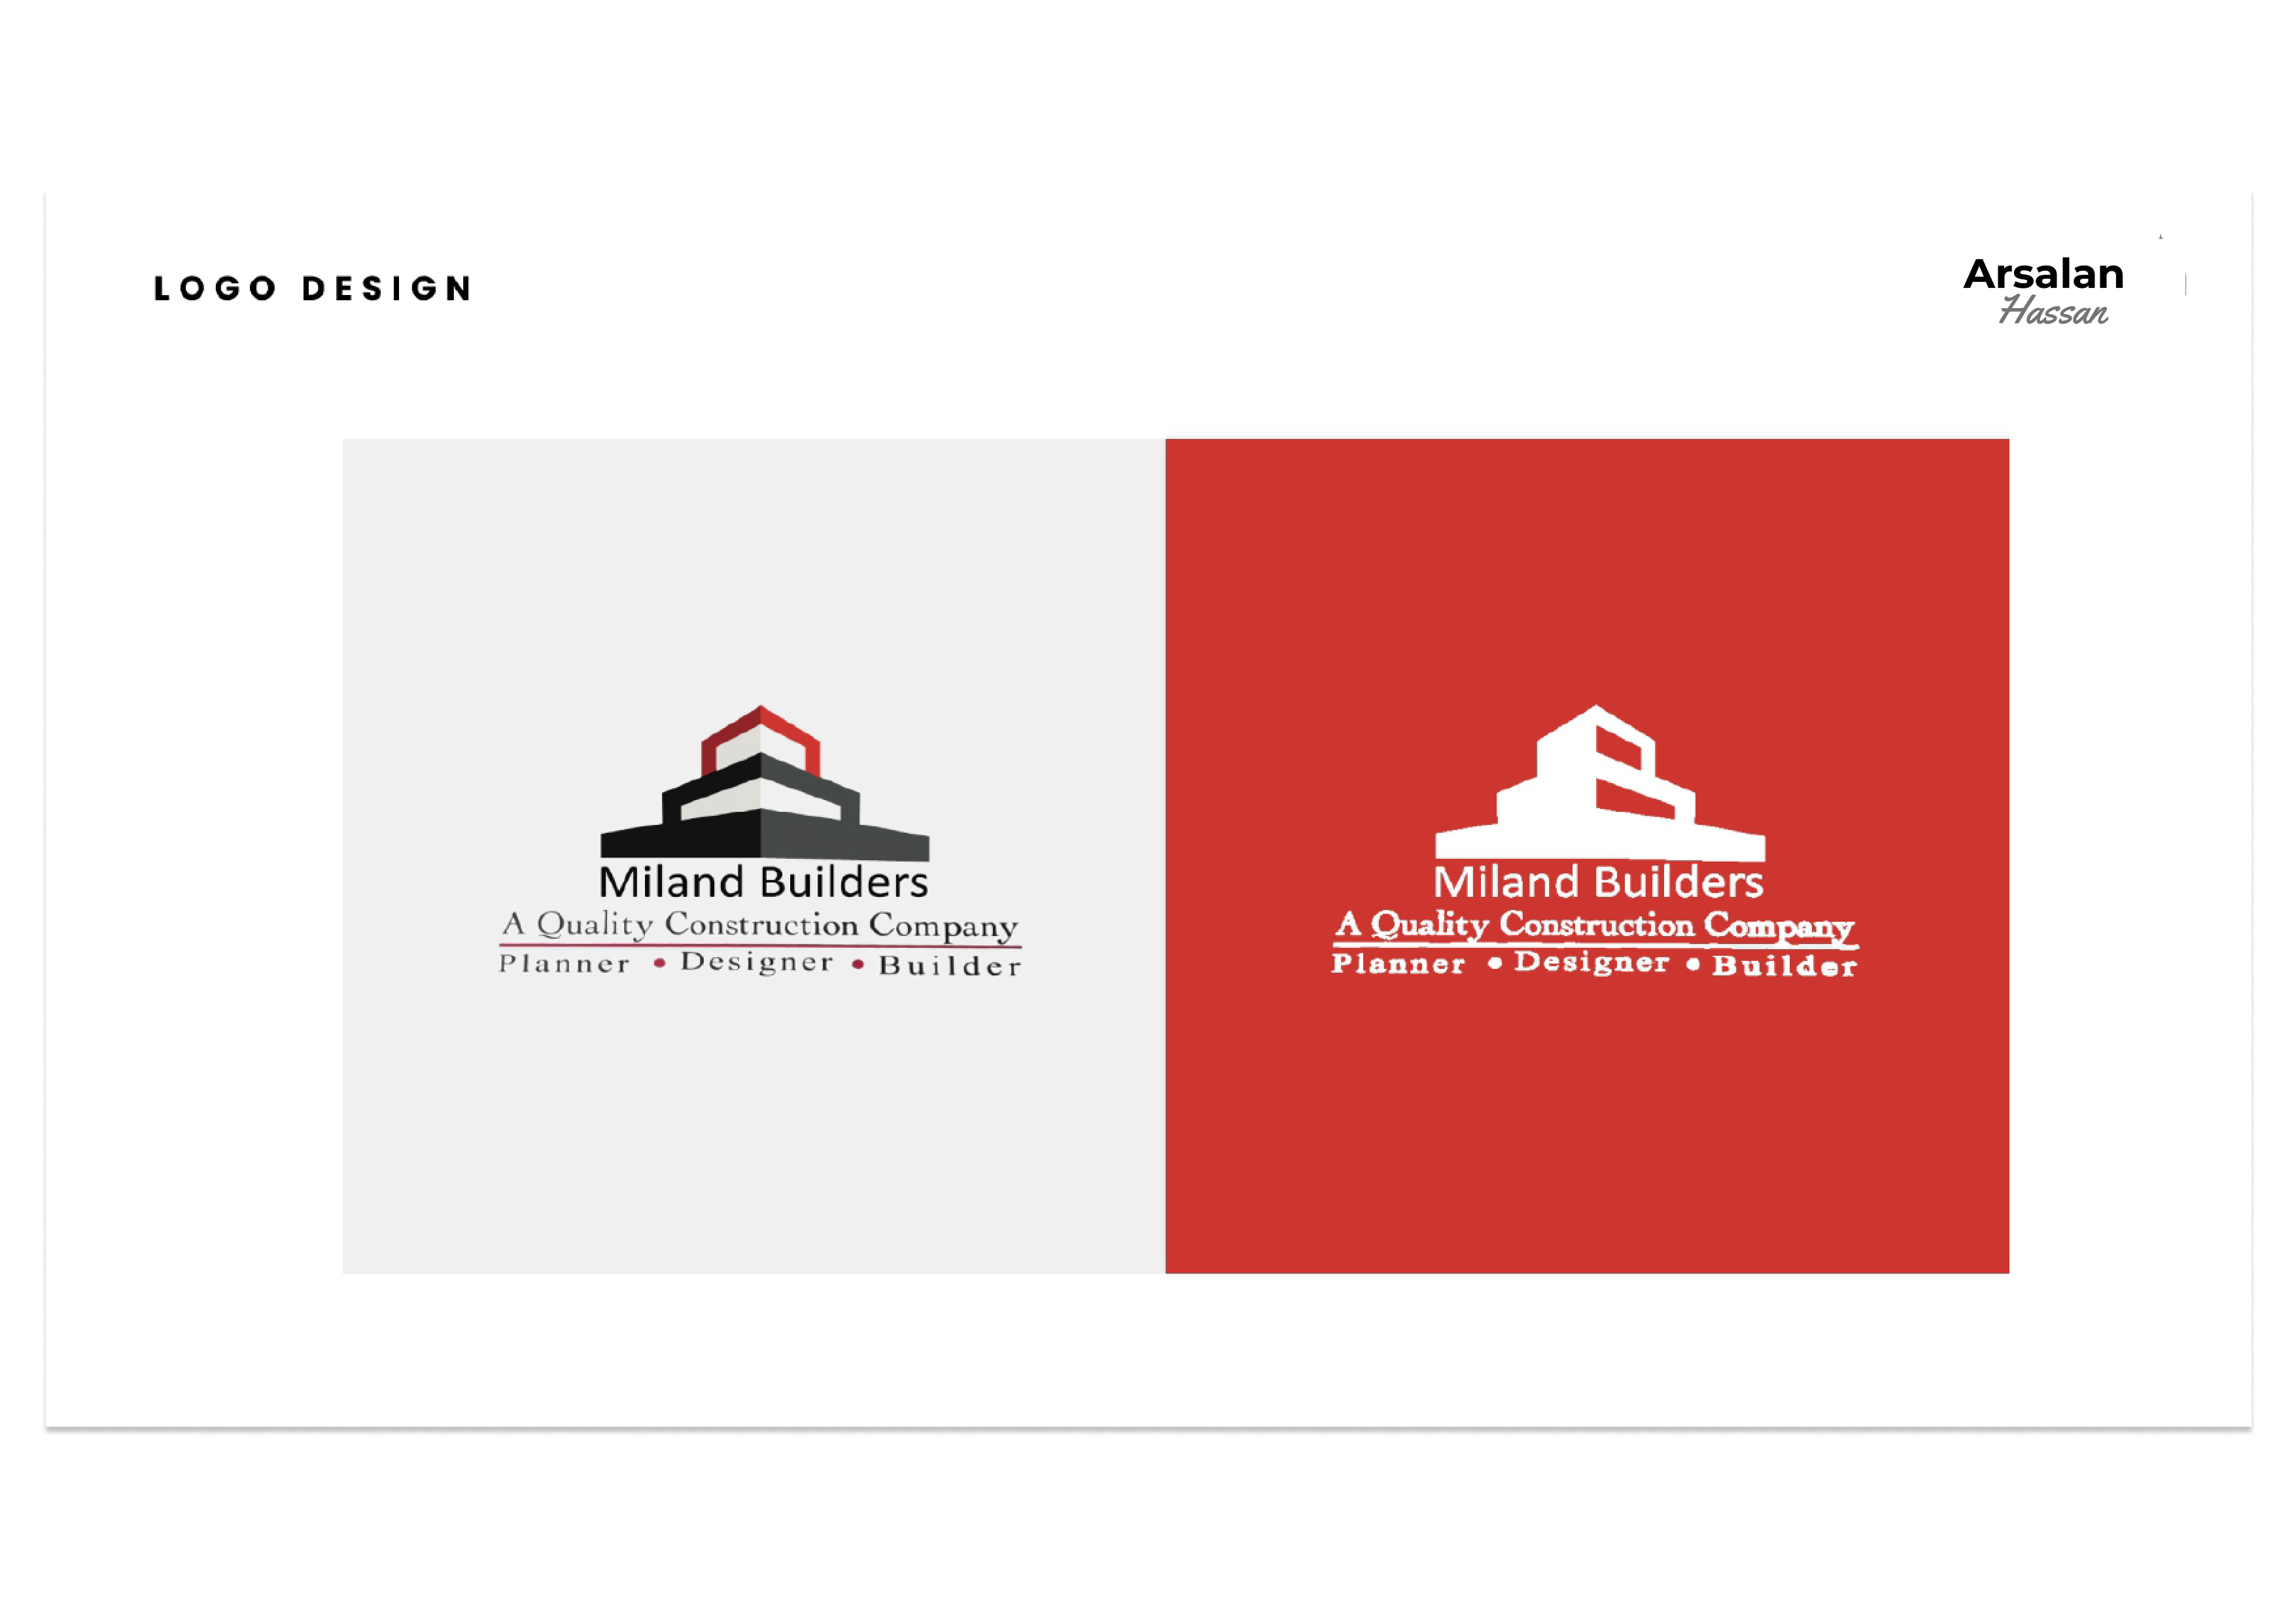 LOGO DESIGN
Arsalan
Hassan
Miland Builders
A Quality Construction Company
Planner • Designer • Builder
Miland Builders
A Quality Construction Company
Planner • Designer • Builder